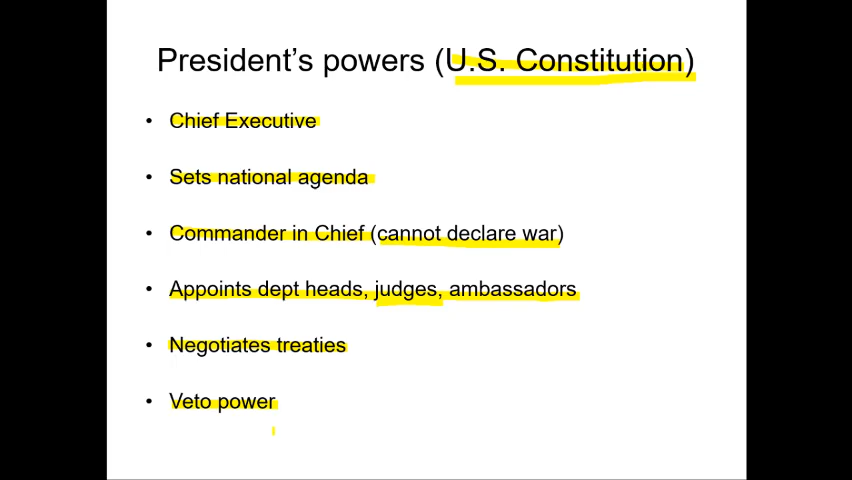 President’s powers (U.S. Constitution)
• Chief Executive
• Sets national agenda
• Commander in Chief (cannot declare war)
• Appoints dept heads, judges, ambassadors
• Negotiates treaties
• Veto power